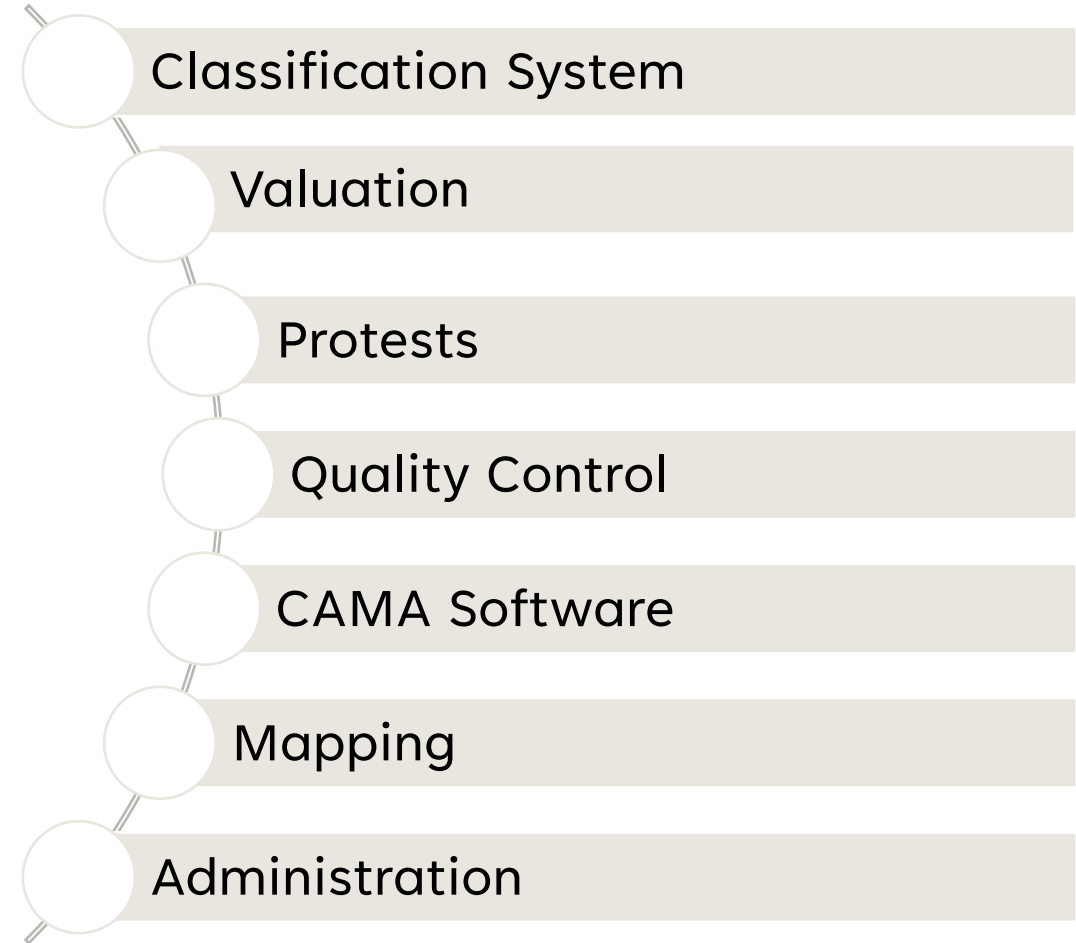 Classification System
Valuation
Protests
Quality Control
CAMA Software
Mapping
Administration